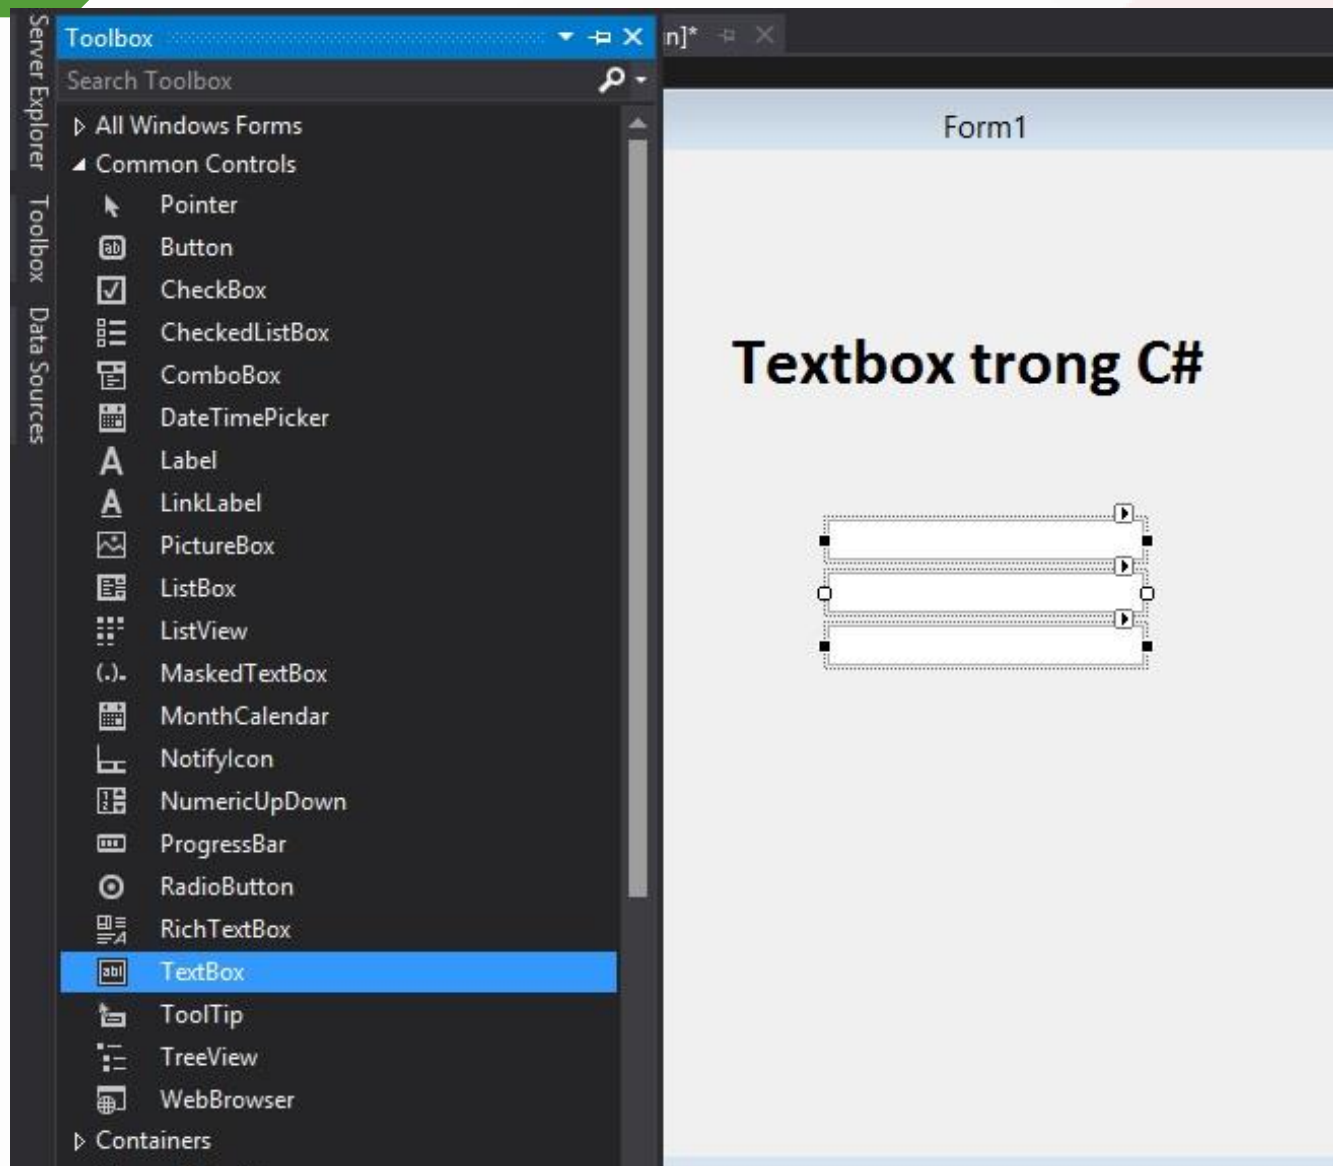 Server Explorer
Toolbox
Data Sources
Toolbox
Search Toolbox
All Windows Forms
Common Controls
Pointer
Button
CheckBox
CheckedListBox
ComboBox
DateTimePicker
Label
LinkLabel
PictureBox
ListBox
ListView
MaskedTextBox
MonthCalendar
NotifyIcon
NumericUpDown
ProgressBar
RadioButton
RichTextBox
TextBox
ToolTip
TreeView
WebBrowser
Containers
n]*
Form1
Textbox trong C#